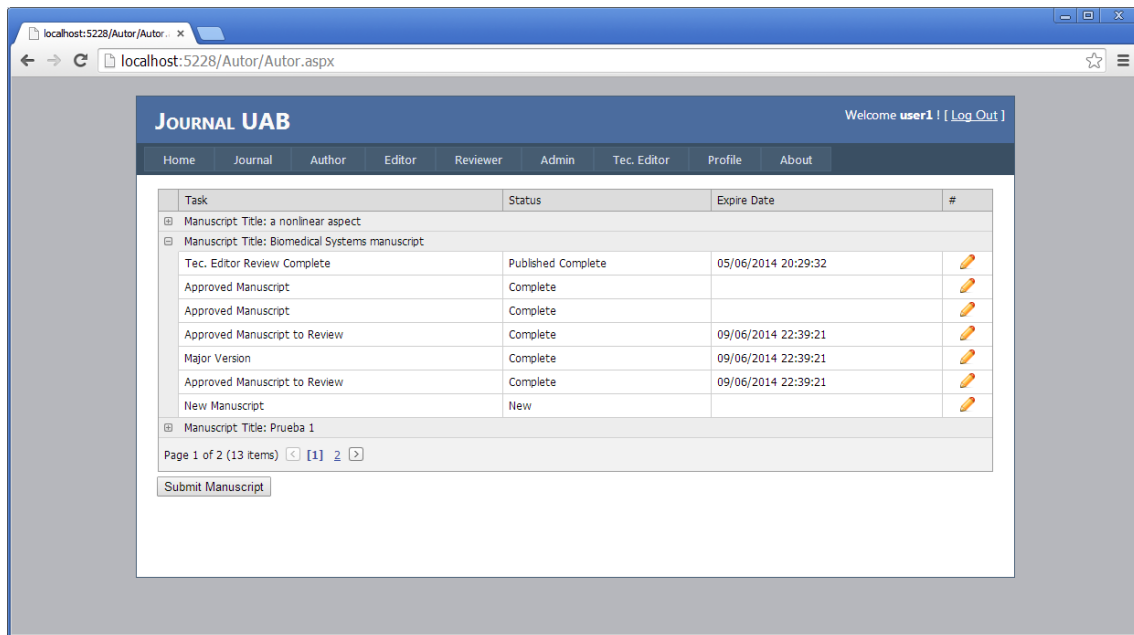 localhost:5228/Autor/Autor.
localhost:5228/Autor/Autor.aspx
JOURNAL UAB
Welcome user1 ! [ Log Out ]
Home Journal Author Editor Reviewer Admin Tec. Editor Profile About
Task Status Expire Date #
Manuscript Title: a nonlinear aspect
Manuscript Title: Biomedical Systems manuscript
Tec. Editor Review Complete Published Complete 05/06/2014 20:29:32
Approved Manuscript Complete
Approved Manuscript Complete
Approved Manuscript to Review Complete 09/06/2014 22:39:21
Major Version Complete 09/06/2014 22:39:21
Approved Manuscript to Review Complete 09/06/2014 22:39:21
New Manuscript New
Manuscript Title: Prueba 1
Page 1 of 2 (13 items) < [1] 2 >
Submit Manuscript